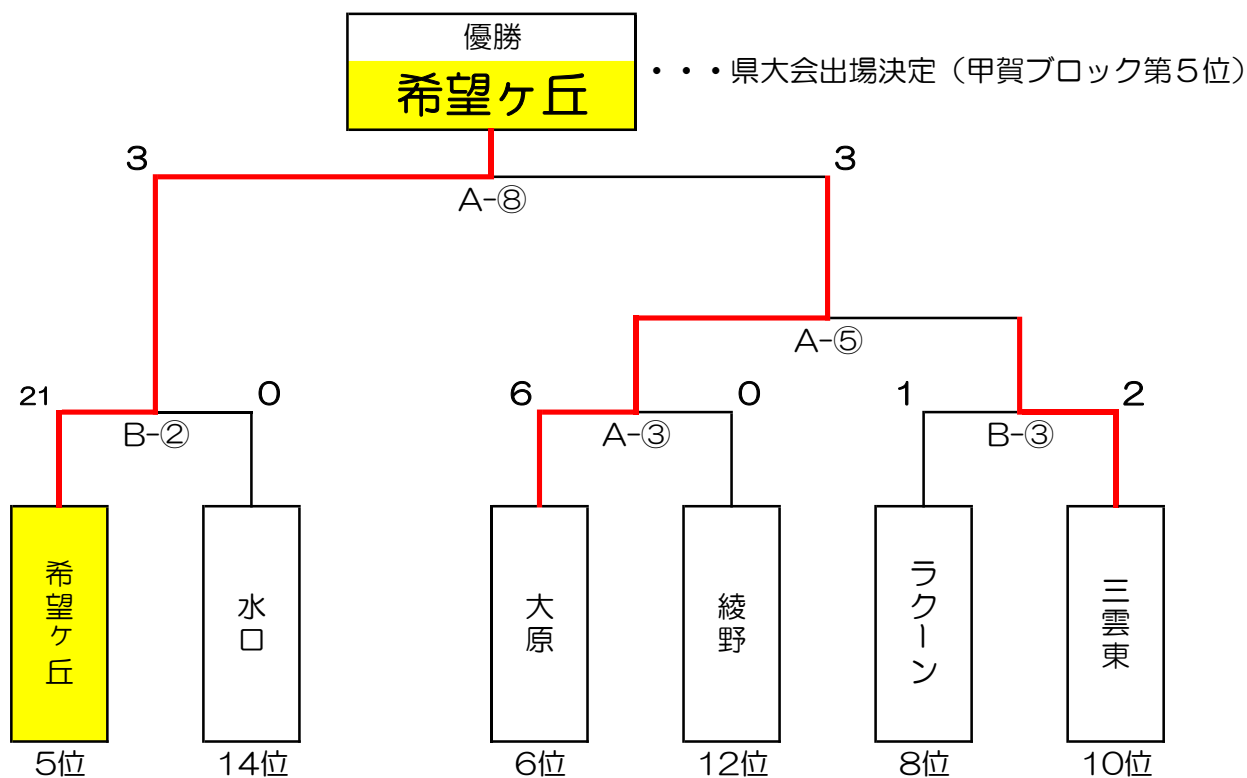 優勝
希望ヶ丘
・・・県大会出場決定（甲賀ブロック第５位）
3
3
A-⑧
A-⑤
21
0
6
0
1
2
B-②
A-③
B-③
希望ヶ丘
水口
大原
綾野
ラクーン
三雲東
5位
14位
6位
12位
8位
10位